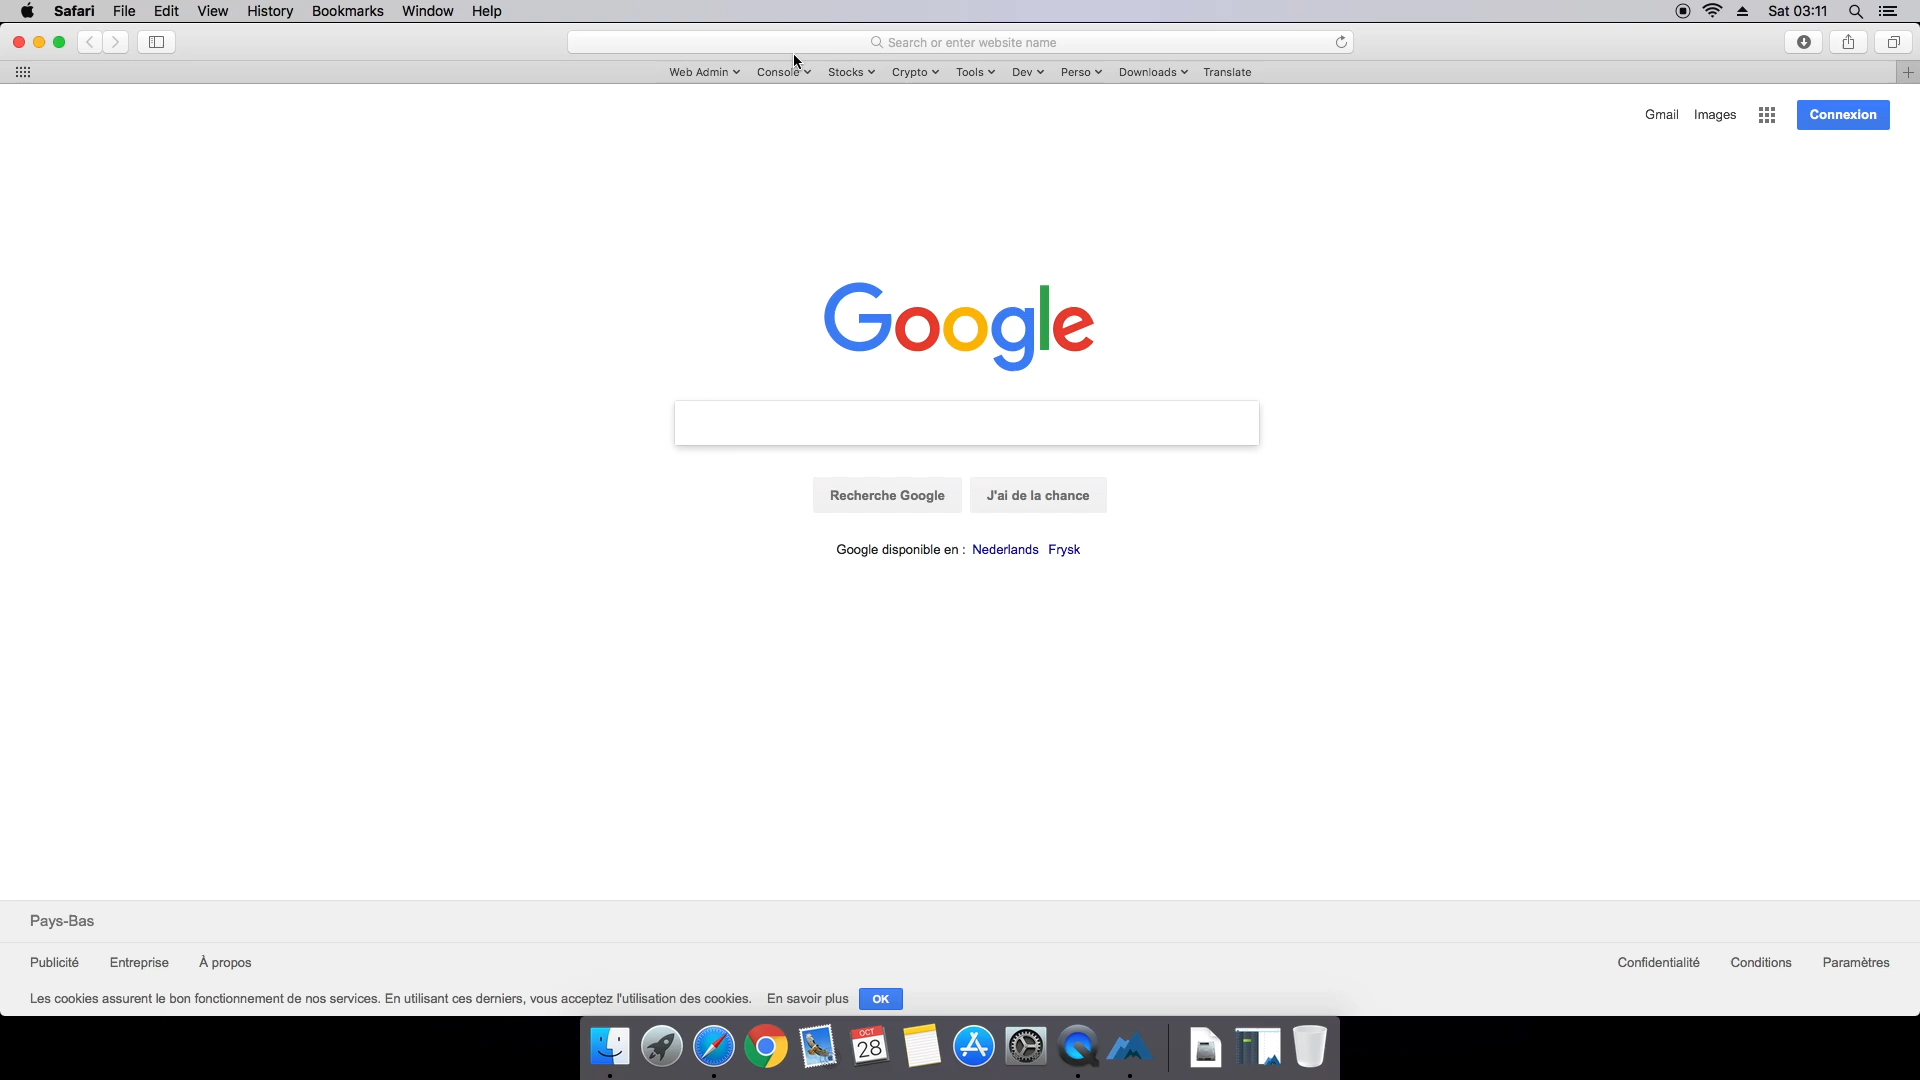 Safari File Edit View History Bookmarks Window Help Sat 03:11
Search or enter website name
Web Admin Console Stocks Crypto Tools Dev Perso Downloads Translate
Gmail Images Connexion
Google
Recherche Google J'ai de la chance
Google disponible en : Nederlands Frysk
Pays-Bas
Publicité Entreprise À propos Confidentialité Conditions Paramètres
Les cookies assurent le bon fonctionnement de nos services. En utilisant ces derniers, vous acceptez l'utilisation des cookies. En savoir plus OK
OCT
28